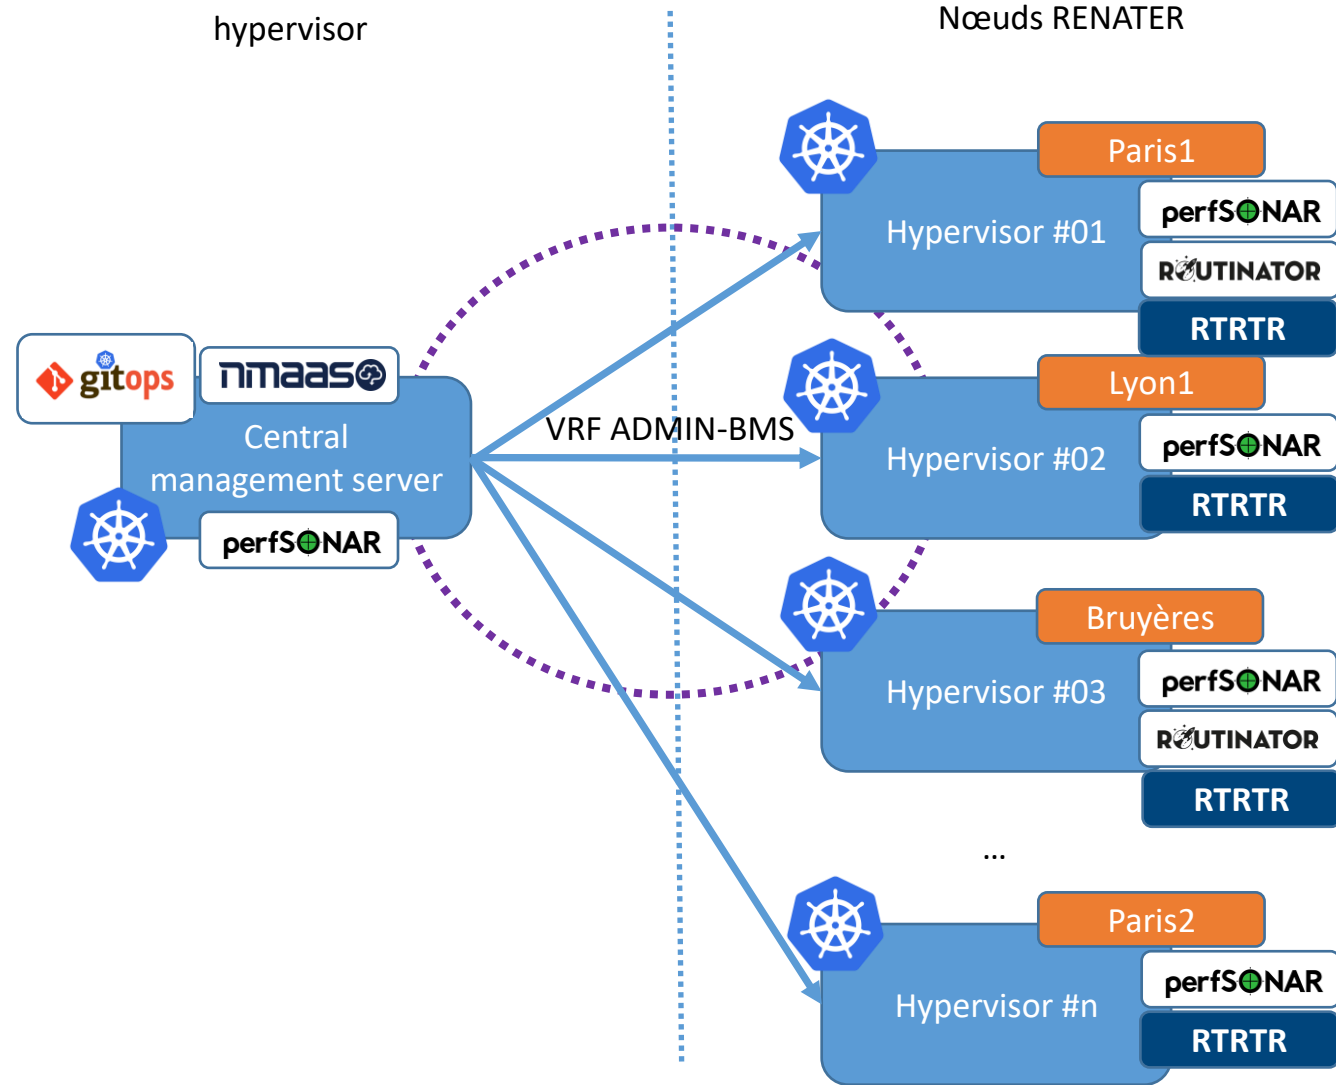 hypervisor
Nœuds RENATER
Paris1
Hypervisor #01
perfSONAR
ROUTINATOR
RTRTR
gitops
nmaas
Central
management server
perfSONAR
VRF ADMIN-BMS
Lyon1
Hypervisor #02
perfSONAR
RTRTR
Bruyères
Hypervisor #03
perfSONAR
ROUTINATOR
RTRTR
...
Paris2
Hypervisor #n
perfSONAR
RTRTR